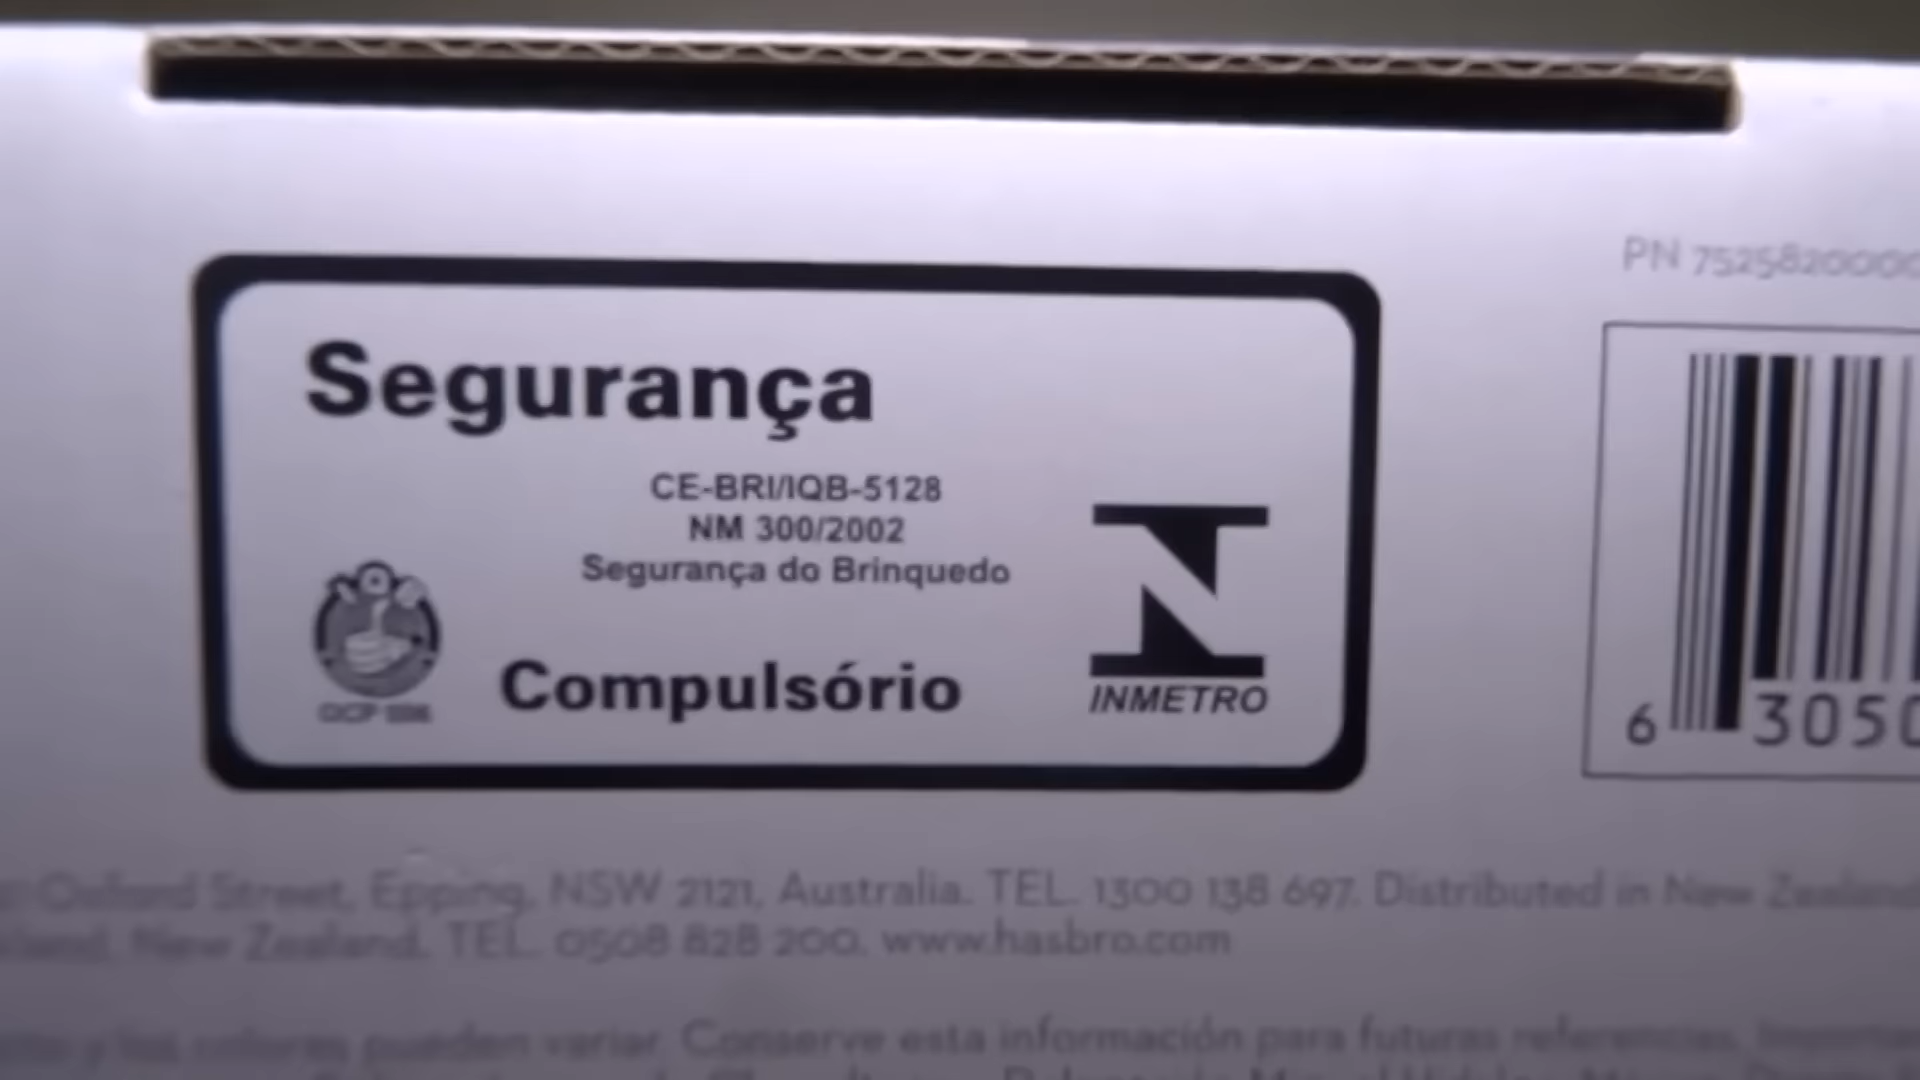 PN 7525820000
Segurança
CE-BRI/IQB-5128
NM 300/2002
Segurança do Brinquedo
Compulsório
INMETRO
6 3050
Oxford Street, Epping, NSW 2121, Australia. TEL. 1300 138 697. Distributed in New Zealand
New Zealand. TEL. 0508 828 200. www.hasbro.com
y los colores pueden variar. Conserve esta información para futuras referencias.